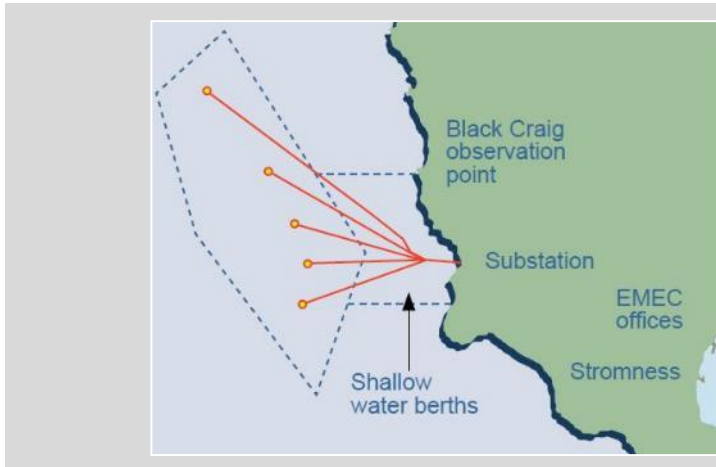 Black Craig
observation
point
Substation
EMEC
offices
Stromness
Shallow
water berths